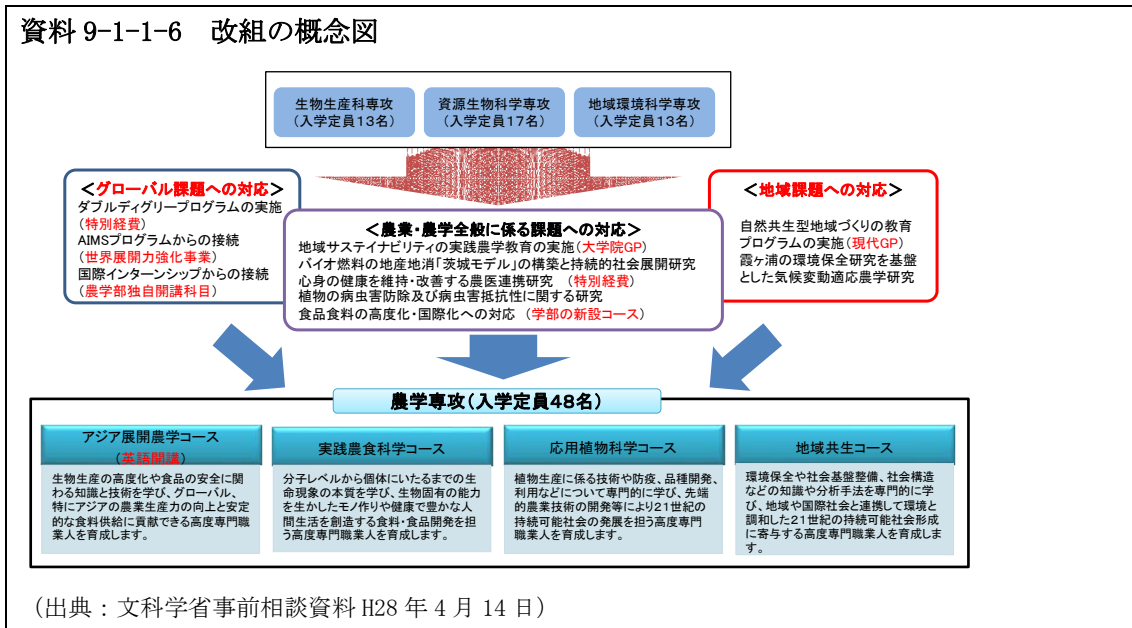 資料 9-1-1-6　改組の概念図
生物生産科専攻
(入学定員13名)
資源生物科学専攻
(入学定員17名)
地域環境科学専攻
(入学定員13名)
＜グローバル課題への対応＞
ダブルディグリープログラムの実施
(特別経費)
AIMSプログラムからの接続
(世界展開力強化事業)
国際インターンシップからの接続
(農学部独自開講科目)
＜農業・農学全般に係る課題への対応＞
地域サステイナビリティの実践農学教育の実施(大学院GP)
バイオ燃料の地産地消「茨城モデル」の構築と持続的社会展開研究
心身の健康を維持・改善する農医連携研究 (特別経費)
植物の病虫害防除及び病虫害抵抗性に関する研究
食品食料の高度化・国際化への対応 (学部の新設コース)
＜地域課題への対応＞
自然共生型地域づくりの教育
プログラムの実施(現代GP)
霞ヶ浦の環境保全研究を基盤
とした気候変動適応農学研究
農学専攻(入学定員48名)
アジア展開農学コース
(英語開講)
生物生産の高度化や食品の安全に関
わる知識と技術を学び、グローバル、
特にアジアの農業生産力の向上と安定
的な食料供給に貢献できる高度専門職
業人を育成します。
実践農食科学コース
分子レベルから個体にいたるまでの生
命現象の本質を学び、生物固有の能力
を生かしたモノ作りや健康で豊かな人
間生活を創造する食料・食品開発を担
う高度専門職業人を育成します。
応用植物科学コース
植物生産に係る技術や防疫、品種開発、
利用などについて専門的に学び、先端
的農業技術の開発等により21世紀の
持続可能社会の発展を担う高度専門
職業人を育成します。
地域共生コース
環境保全や社会基盤整備、社会構造
などの知識や分析手法を専門的に学
び、地域や国際社会と連携して環境と
調和した21世紀の持続可能社会形成
に寄与する高度専門職業人を育成しま
す。
(出典：文科学省事前相談資料 H28 年 4 月 14 日)